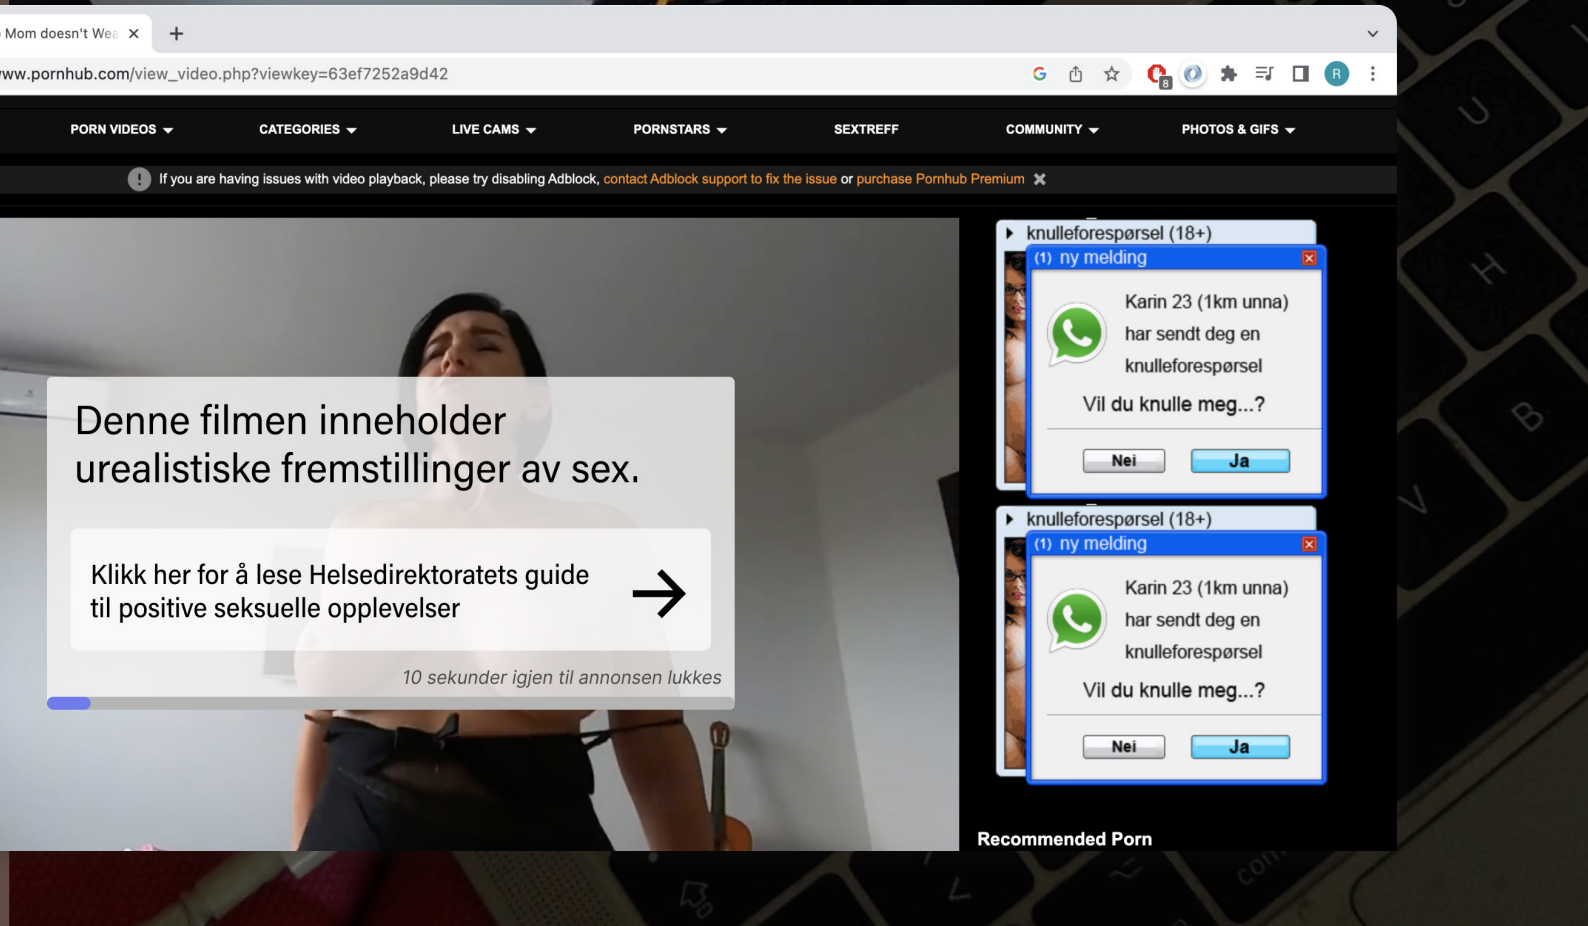 Mom doesn't Wea
ww.pornhub.com/view_video.php?viewkey=63ef7252a9d42
8
R
PORN VIDEOS
CATEGORIES
LIVE CAMS
PORNSTARS
SEXTREFF
COMMUNITY
PHOTOS & GIFS
If you are having issues with video playback, please try disabling Adblock, contact Adblock support to fix the issue or purchase Pornhub Premium
Denne filmen inneholder
urealistiske fremstillinger av sex.
Klikk her for å lese Helsedirektoratets guide
til positive seksuelle opplevelser
10 sekunder igjen til annonsen lukkes
knulleforespørsel (18+)
(1) ny melding
Karin 23 (1km unna)
har sendt deg en
knulleforespørsel
Vil du knulle meg...?
Nei
Ja
knulleforespørsel (18+)
(1) ny melding
Karin 23 (1km unna)
har sendt deg en
knulleforespørsel
Vil du knulle meg...?
Nei
Ja
Recommended Porn
U
H
B
V